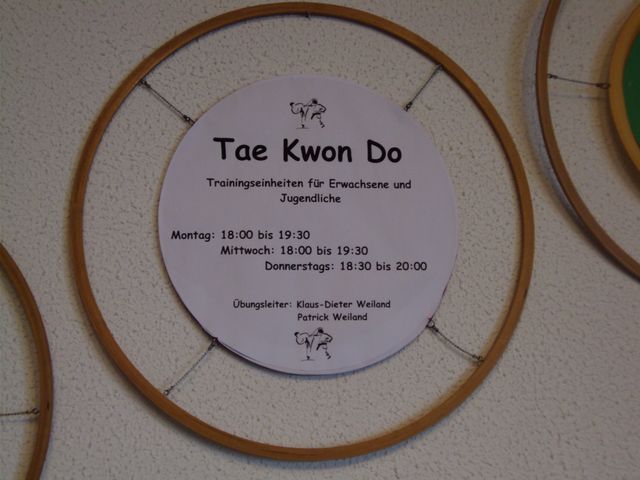 Tae Kwon Do
Trainingseinheiten für Erwachsene und
Jugendliche
Montag: 18:00 bis 19:30
Mittwoch: 18:00 bis 19:30
Donnerstags: 18:30 bis 20:00
Übungsleiter: Klaus-Dieter Weiland
Patrick Weiland